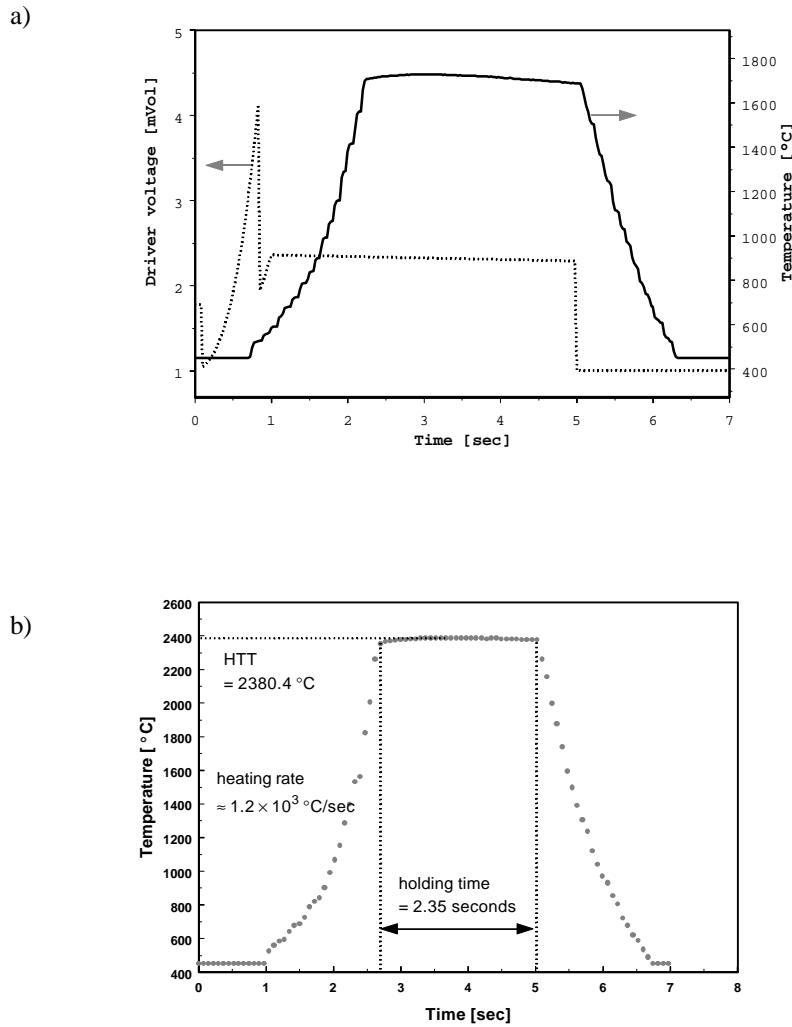 a)
5
4
3
2
1
Driver voltage [mVol]
1800
1600
1400
1200
1000
800
600
400
Temperature [°C]
0 1 2 3 4 5 6 7
Time [sec]
b)
2600
2400
2200
2000
1800
1600
1400
1200
1000
800
600
400
Temperature [°C]
HTT
= 2380.4 °C
heating rate
≈ 1.2 × 10³ °C/sec
holding time
= 2.35 seconds
0 1 2 3 4 5 6 7 8
Time [sec]